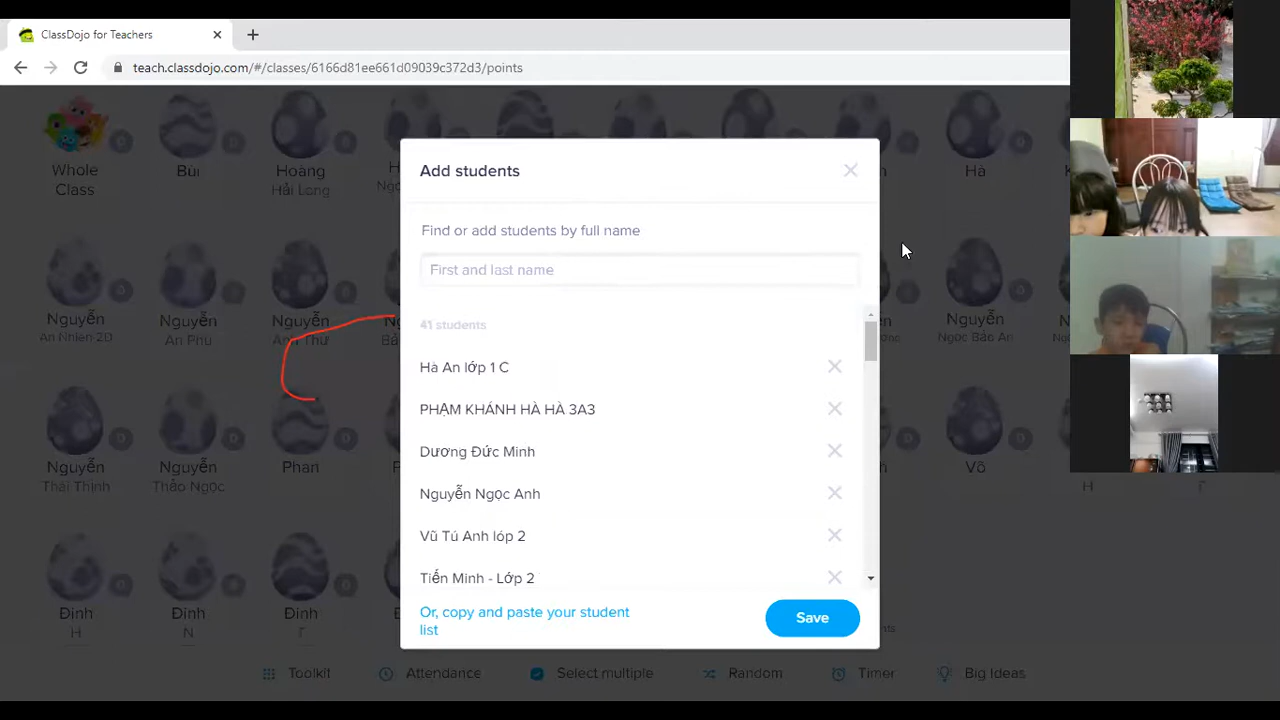 ClassDojo for Teachers
teach.classdojo.com/#/classes/6166d81ee661d09039c372d3/points
Whole
Class
Bùi
Hoàng
Hải Long
Hà
Add students
Find or add students by full name
First and last name
41 students
Hà An lớp 1 C
PHẠM KHÁNH HÀ HÀ 3A3
Dương Đức Minh
Nguyễn Ngọc Anh
Vũ Tú Anh lóp 2
Tiến Minh - Lớp 2
Or, copy and paste your student
list
Save
Nguyễn
An Nhiên 2D
Nguyễn
An Phú
Nguyễn
Anh Thư
Nguyễn
Ngọc Bảo An
Nguyễn
Thái Thịnh
Nguyễn
Thảo Ngọc
Phan
Võ
H
T
Đinh
H
Đinh
N
Đinh
T
Toolkit
Attendance
Select multiple
Random
Timer
Big Ideas